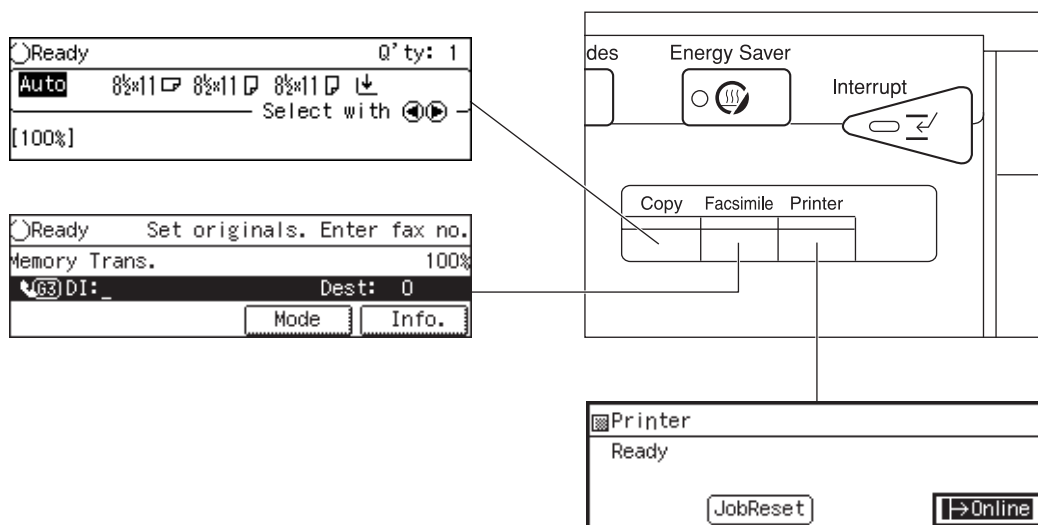 Ready Q'ty: 1
Auto 8½×11 8½×11 8½×11
Select with
[100%]
Ready Set originals. Enter fax no.
Memory Trans. 100%
G3 DI:_ Dest: 0
Mode Info.
des Energy Saver
Interrupt
Copy Facsimile Printer
Printer
Ready
JobReset →Online